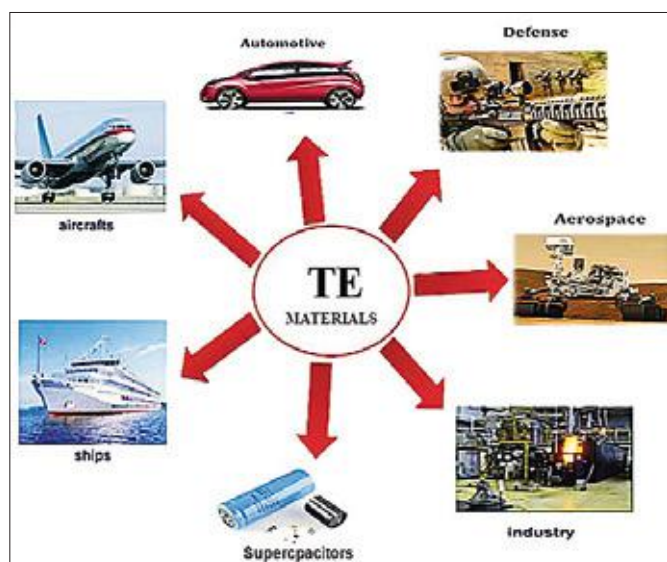 Automotive
Defense
aircrafts
Aerospace
TE
MATERIALS
ships
Supercpacitors
industry